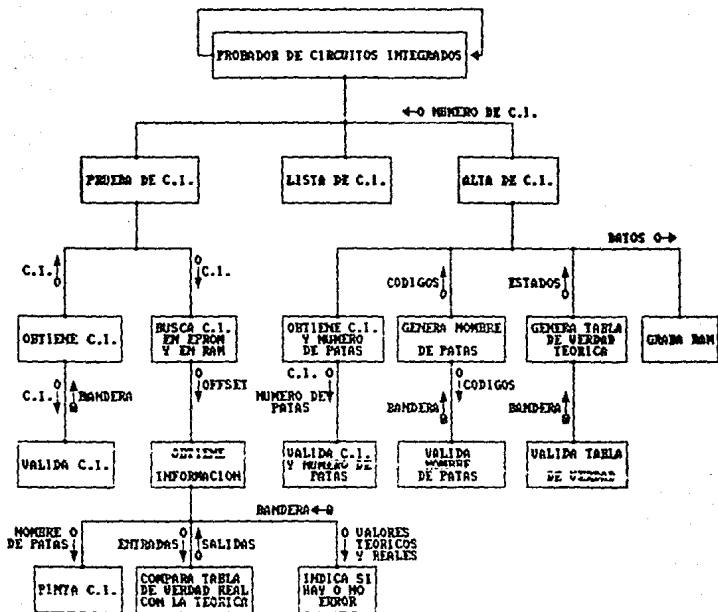 PROBADOR DE CIRCUITOS INTEGRADOS
NUMERO DE C.I.
PRUEBA DE C.I.
LISTA DE C.I.
ALTA DE C.I.
DATOS
C.I.
C.I.
CODIGOS
ESTADOS
OBTIENE C.I.
BUSCA C.I.
EN EPROM
Y EN RAM
OBTIENE C.I.
Y NUMERO
DE PATAS
GENERA NOMBRE
DE PATAS
GENERA TABLA
DE VERDAD
TEORICA
GRABA RAM
C.I.
BANDERA
OFFSET
C.I.
NUMERO DE
PATAS
CODIGOS
BANDERA
BANDERA
VALIDA C.I.
OBTIENE
INFORMACION
VALIDA C.I.
Y NUMERO DE
PATAS
VALIDA
NOMBRE
DE PATAS
VALIDA TABLA
DE VERDAD
BANDERA
NOMBRE
DE PATAS
ENTRADAS
SALIDAS
VALORES
TEORICOS
Y REALES
PINTA C.I.
COMPARA TABLA
DE VERDAD REAL
CON LA TEORICA
INDICA SI
HAY O NO
ERROR